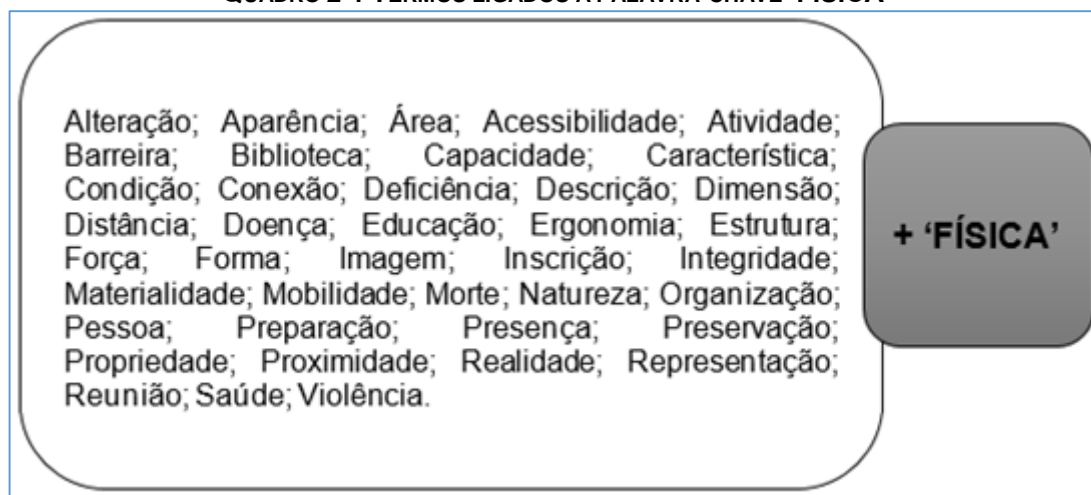 Alteração; Aparência; Área; Acessibilidade; Atividade;
Barreira; Biblioteca; Capacidade; Característica;
Condição; Conexão; Deficiência; Descrição; Dimensão;
Distância; Doença; Educação; Ergonomia; Estrutura;
Força; Forma; Imagem; Inscrição; Integridade;
Materialidade; Mobilidade; Morte; Natureza; Organização;
Pessoa; Preparação; Presença; Preservação;
Propriedade; Proximidade; Realidade; Representação;
Reunião; Saúde; Violência.
+ ‘FÍSICA’